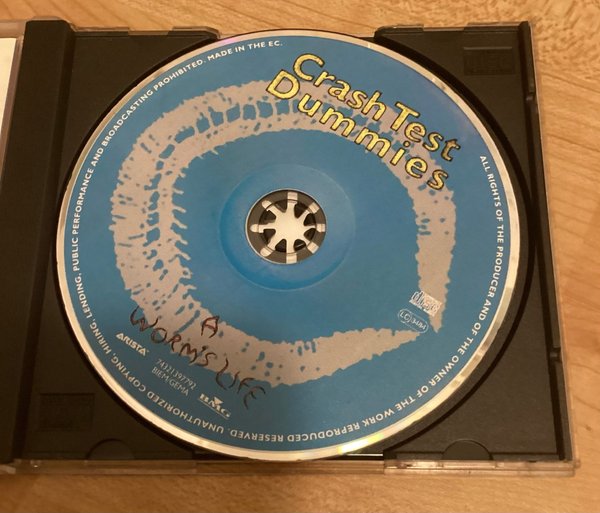 Crash Test
Dummies
A
WORM'S LIFE
ARISTA
74321397792
BIEM/GEMA
BMG
ALL RIGHTS OF THE PRODUCER AND OF THE OWNER OF THE WORK REPRODUCED RESERVED. UNAUTHORIZED COPYING, HIRING, LENDING, PUBLIC PERFORMANCE AND BROADCASTING PROHIBITED. MADE IN THE EC.